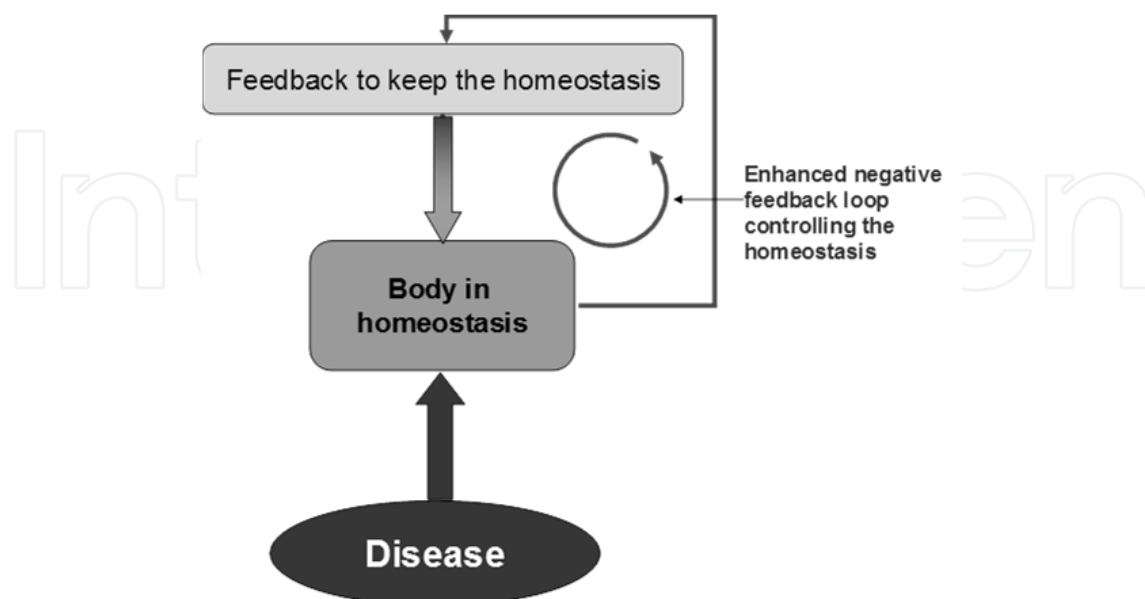 Feedback to keep the homeostasis
Enhanced negative
feedback loop
controlling the
homeostasis
Body in
homeostasis
Disease